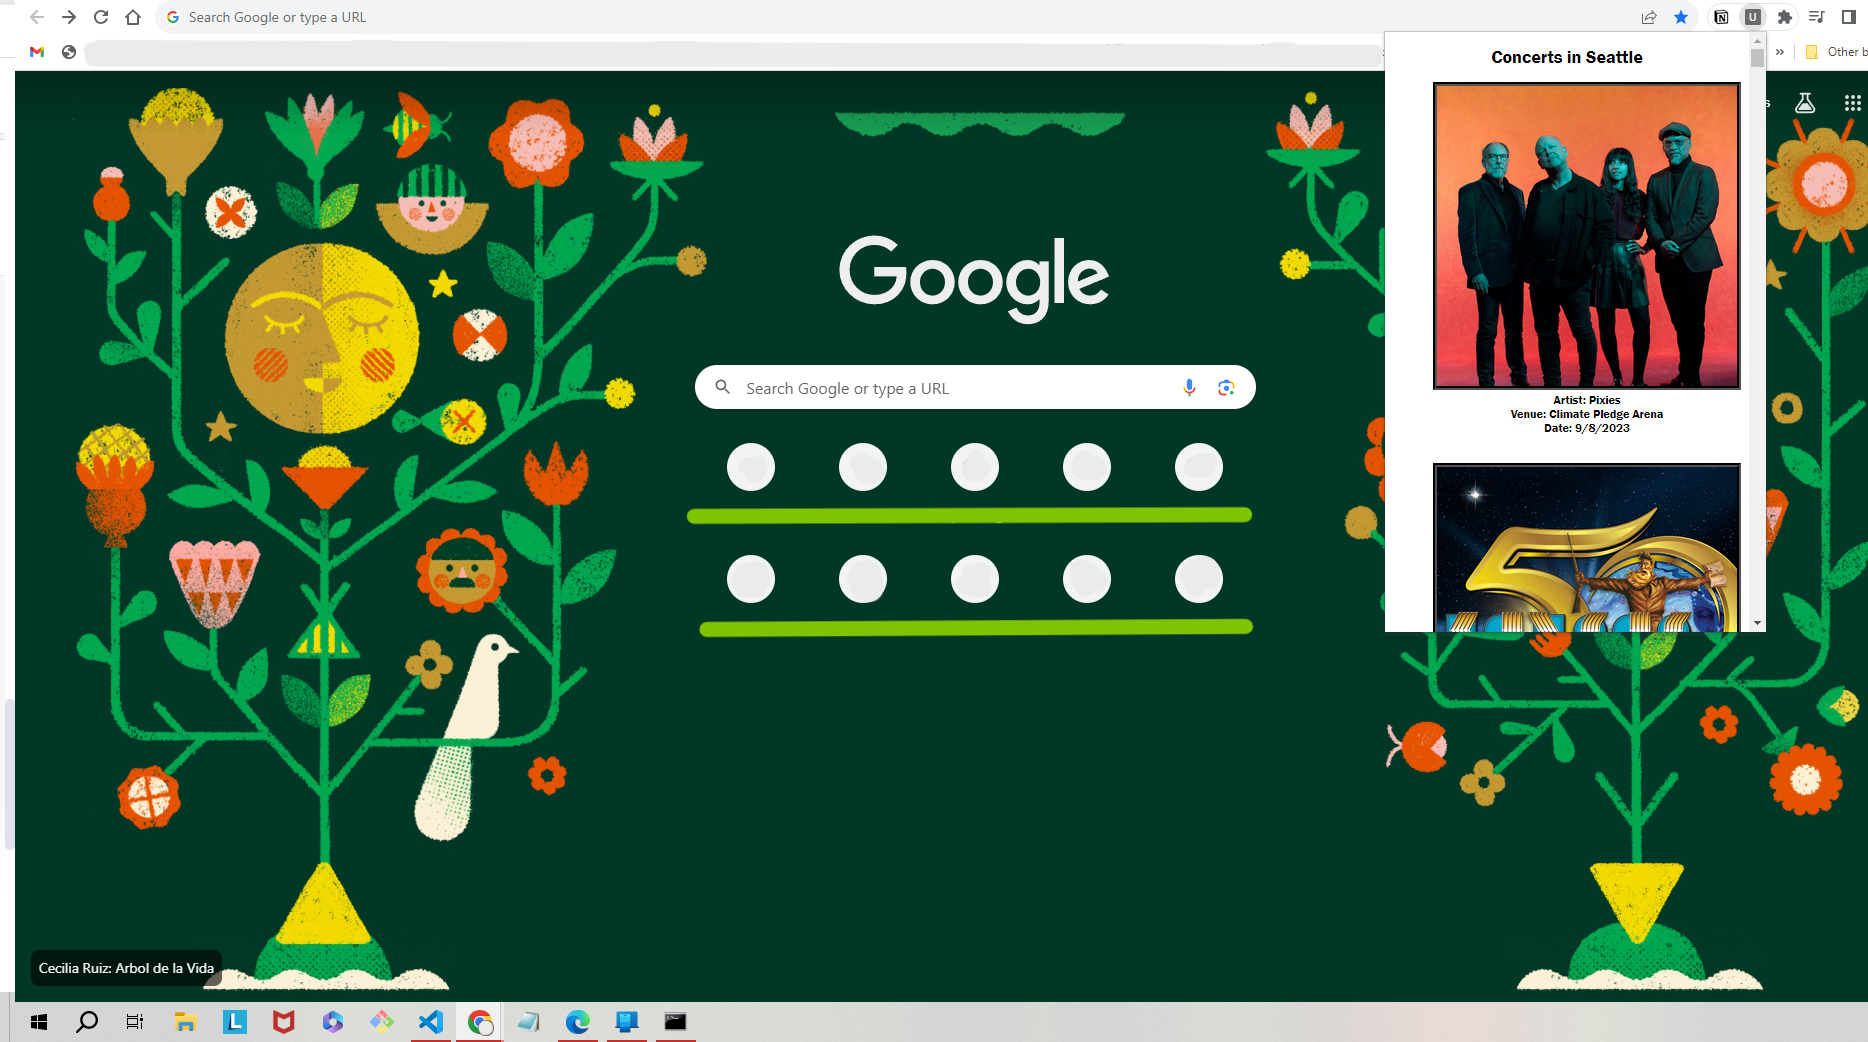 Search Google or type a URL
Other b
Concerts in Seattle
s
Google
Search Google or type a URL
Artist: Pixies
Venue: Climate Pledge Arena
Date: 9/8/2023
50
Cecilia Ruiz: Arbol de la Vida